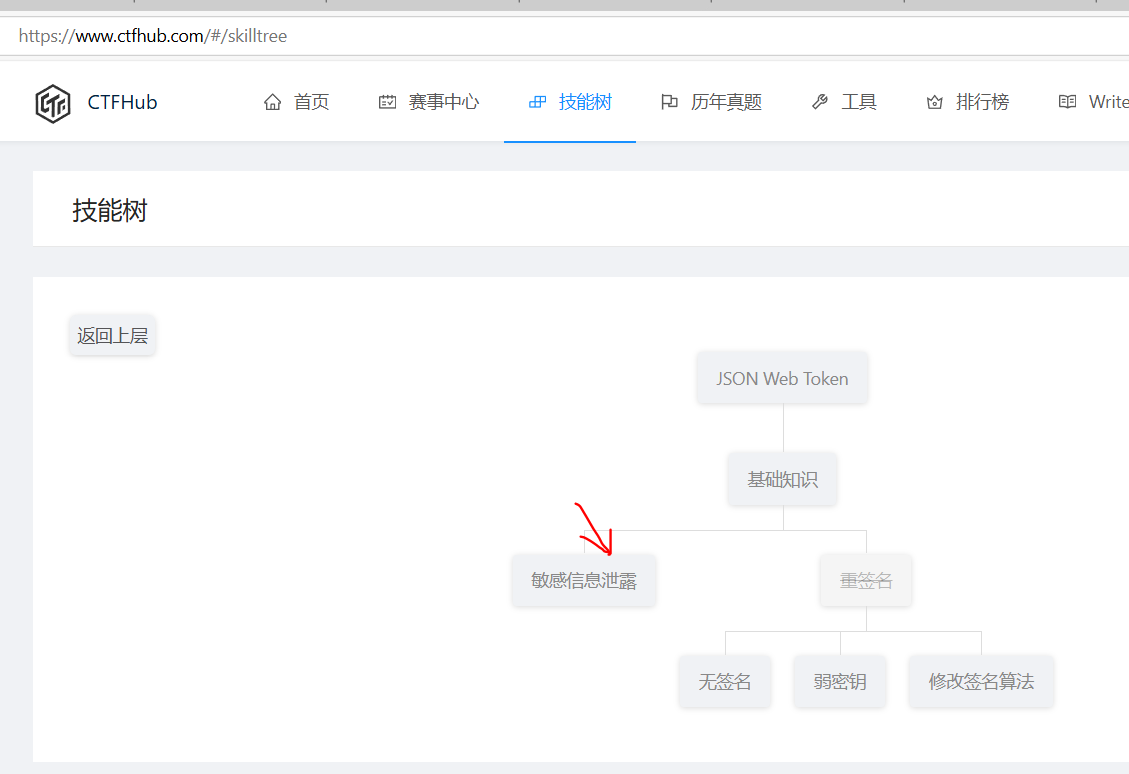 https://www.ctfhub.com/#/skilltree
CTFHub 首页 赛事中心 技能树 历年真题 工具 排行榜 Write
技能树
返回上层
JSON Web Token
基础知识
敏感信息泄露 重签名
无签名 弱密钥 修改签名算法